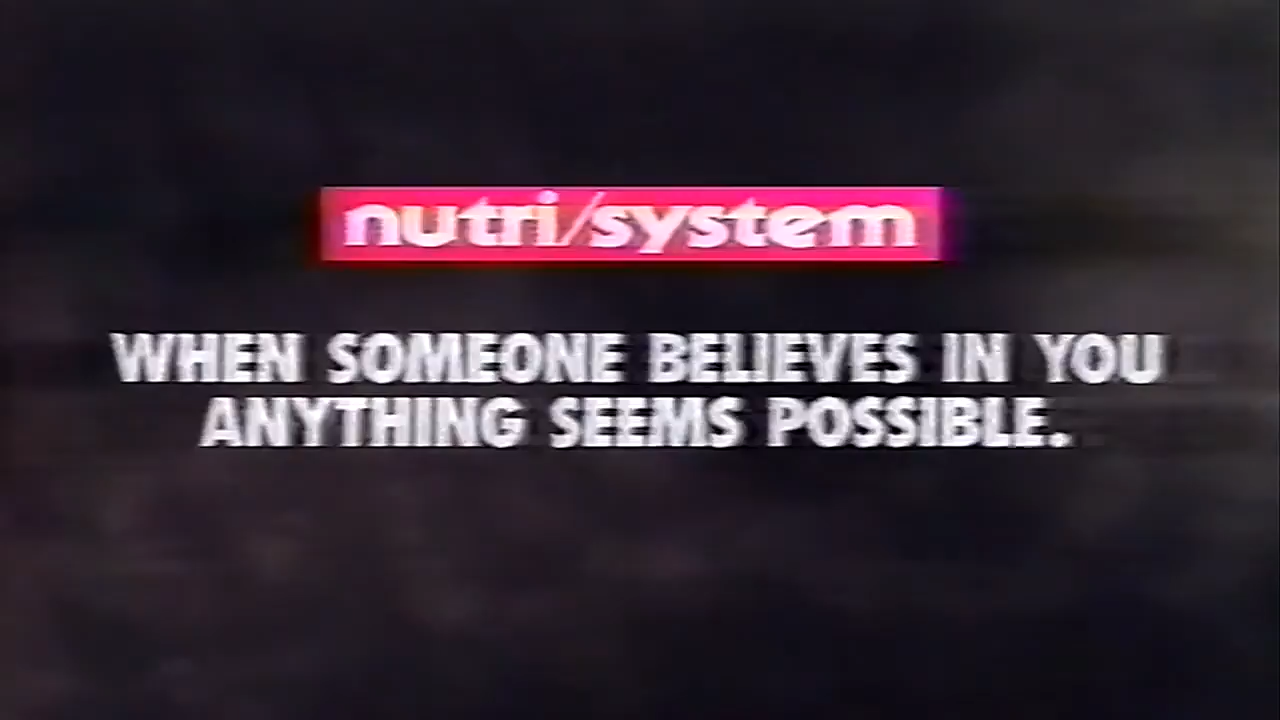 nutri/system
WHEN SOMEONE BELIEVES IN YOU
ANYTHING SEEMS POSSIBLE.